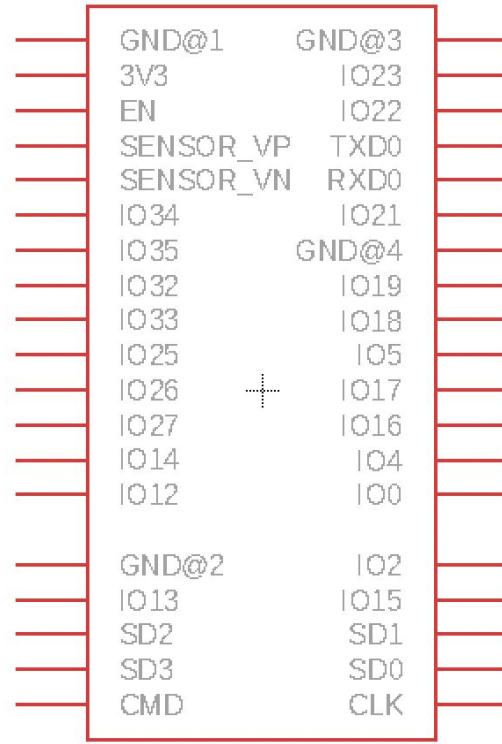 GND@1 GND@3
3V3 IO23
EN IO22
SENSOR_VP TXD0
SENSOR_VN RXD0
IO34 IO21
IO35 GND@4
IO32 IO19
IO33 IO18
IO25 IO5
IO26 IO17
IO27 IO16
IO14 IO4
IO12 IO0
GND@2 IO2
IO13 IO15
SD2 SD1
SD3 SD0
CMD CLK